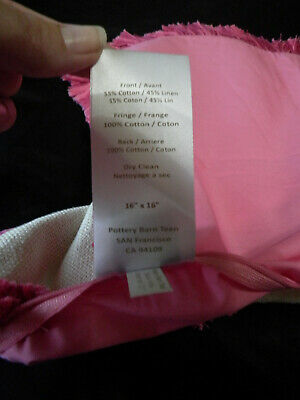 Front / Avant
55% Cotton / 45% Linen
55% Coton / 45% Lin
Fringe / Frange
100% Cotton / Coton
Back / Arriere
100% Cotton / Coton
Dry Clean
Nettoyage a sec
16" x 16"
Pottery Barn Teen
SAN Francisco
CA 94109